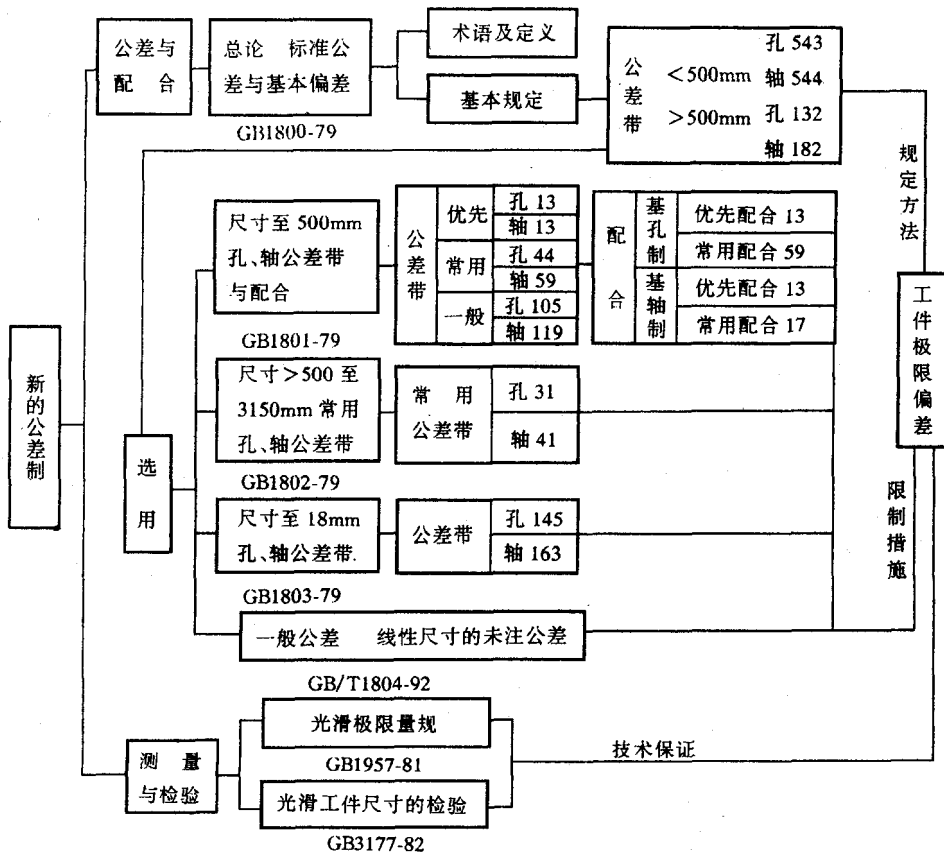 公差与
配 合
总论 标准公
差与基本偏差
GB1800-79
术语及定义
基本规定
公差带
<500mm
>500mm
孔 543
轴 544
孔 132
轴 182
规定方法
尺寸至 500mm
孔、轴公差带
与配合
GB1801-79
公差带
优先
孔 13
轴 13
常用
孔 44
轴 59
一般
孔 105
轴 119
配合
基孔制
优先配合 13
常用配合 59
基轴制
优先配合 13
常用配合 17
工件极限偏差
新的公差制
选用
尺寸>500 至
3150mm 常用
孔、轴公差带
GB1802-79
常 用
公差带
孔 31
轴 41
尺寸至 18mm
孔、轴公差带.
GB1803-79
公差带
孔 145
轴 163
限制措施
一般公差 线性尺寸的未注公差
GB/T1804-92
测 量
与检验
光滑极限量规
GB1957-81
光滑工件尺寸的检验
GB3177-82
技术保证